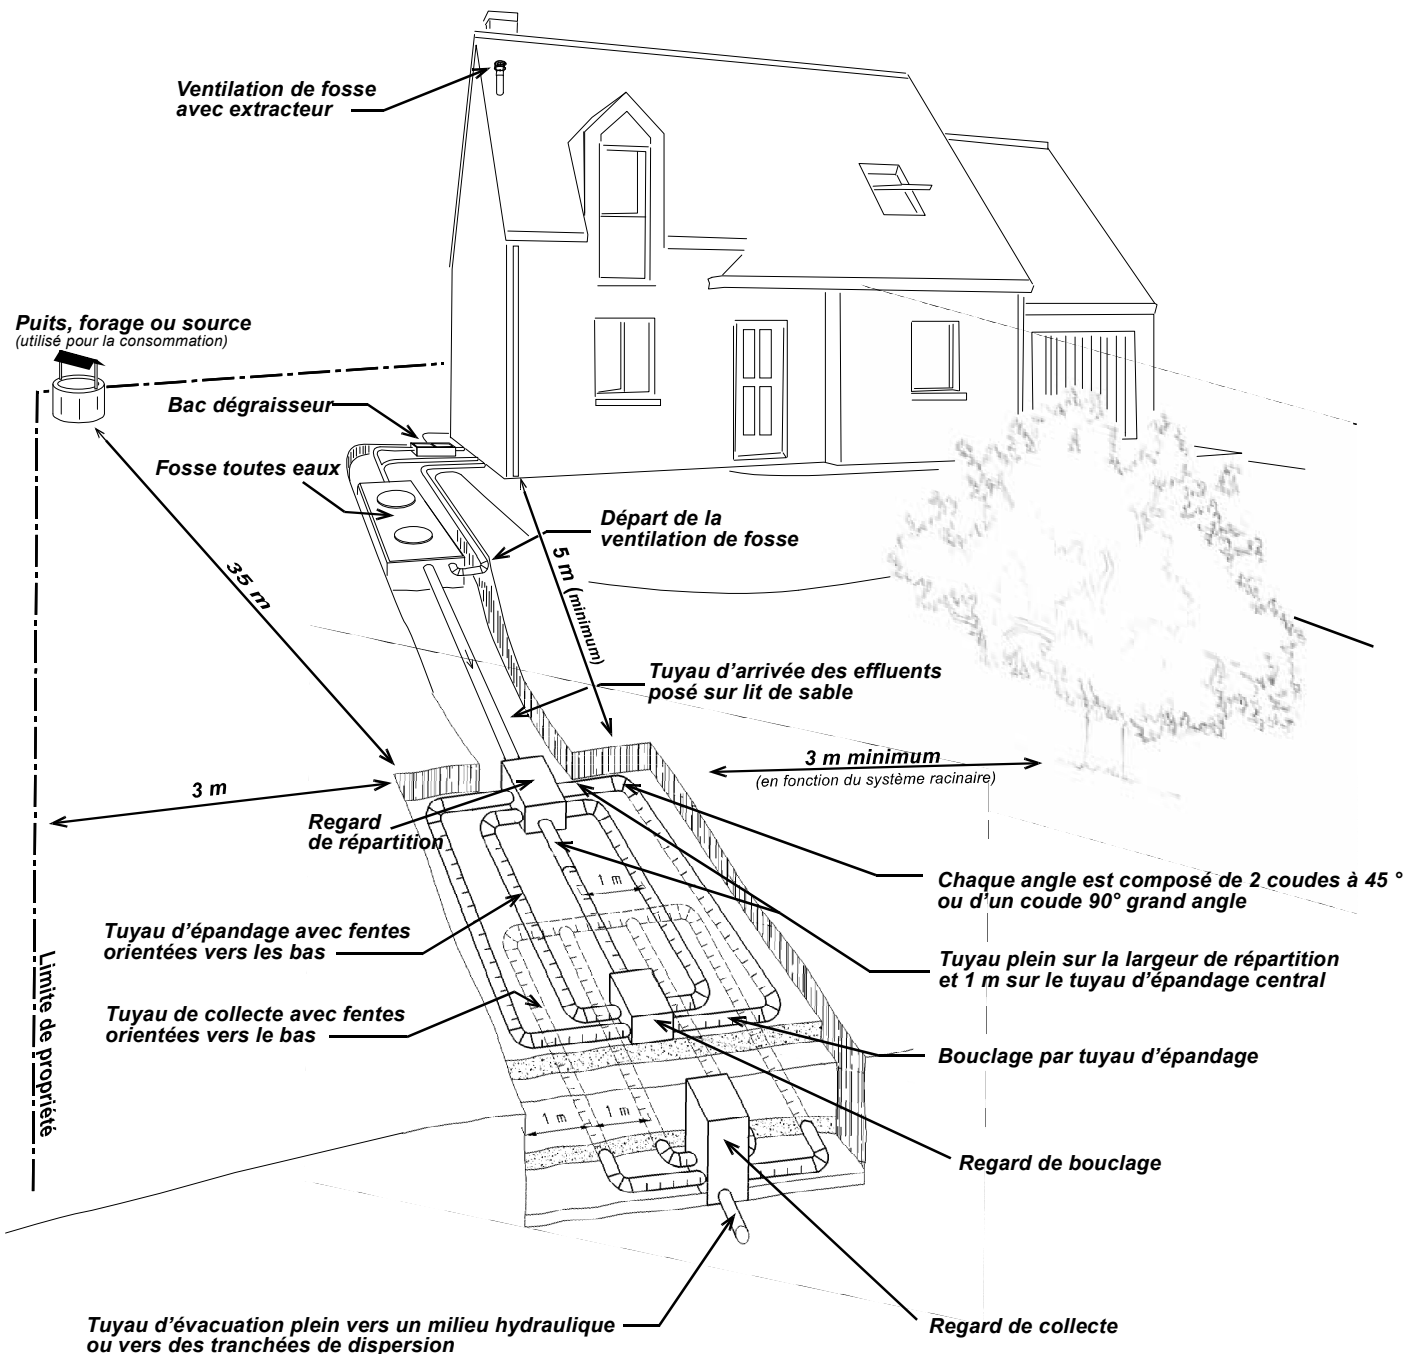 Ventilation de fosse
avec extracteur
Puits, forage ou source
(utilisé pour la consommation)
Bac dégraisseur
Fosse toutes eaux
Départ de la
ventilation de fosse
35 m
5 m (minimum)
Tuyau d'arrivée des effluents
posé sur lit de sable
3 m
3 m minimum
(en fonction du système racinaire)
Regard
de répartition
1 m
Chaque angle est composé de 2 coudes à 45 °
ou d'un coude 90° grand angle
Tuyau d'épandage avec fentes
orientées vers les bas
Tuyau plein sur la largeur de répartition
et 1 m sur le tuyau d'épandage central
Limite de propriété
Tuyau de collecte avec fentes
orientées vers le bas
Bouclage par tuyau d'épandage
1 m
1 m
Regard de bouclage
Tuyau d'évacuation plein vers un milieu hydraulique
ou vers des tranchées de dispersion
Regard de collecte